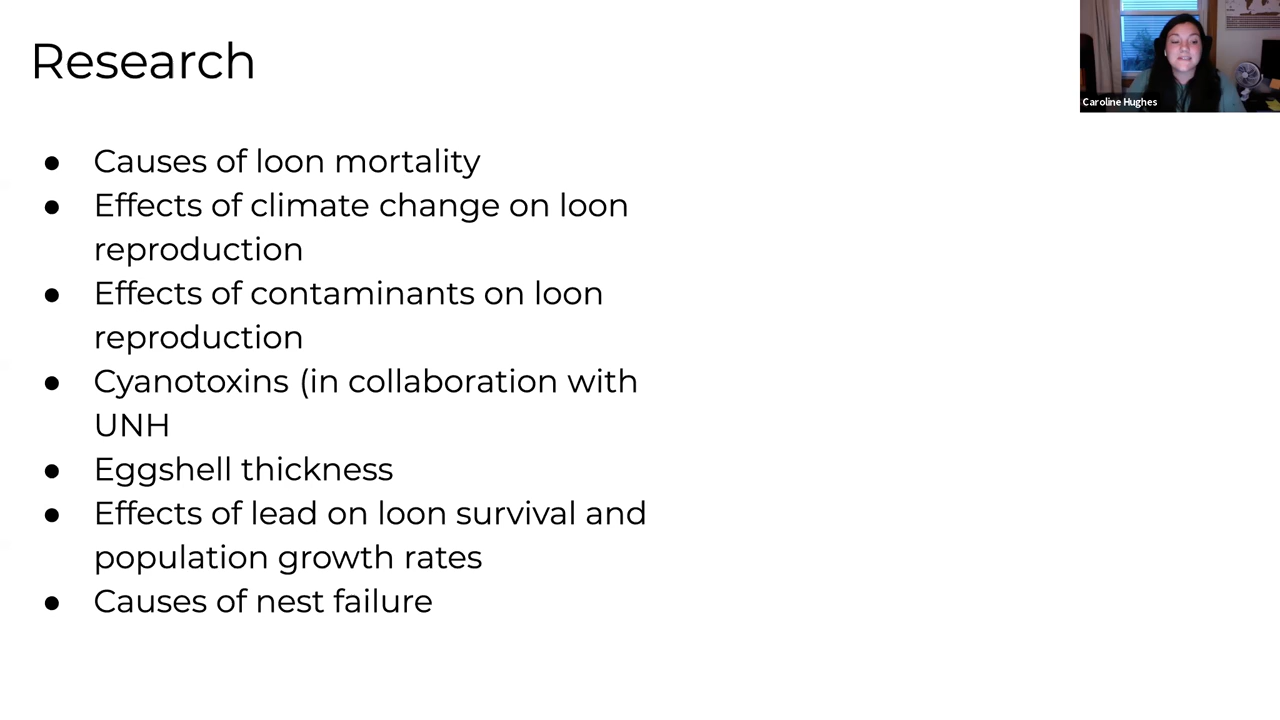 Research
Caroline Hughes
● Causes of loon mortality
● Effects of climate change on loon
reproduction
● Effects of contaminants on loon
reproduction
● Cyanotoxins (in collaboration with
UNH
● Eggshell thickness
● Effects of lead on loon survival and
population growth rates
● Causes of nest failure